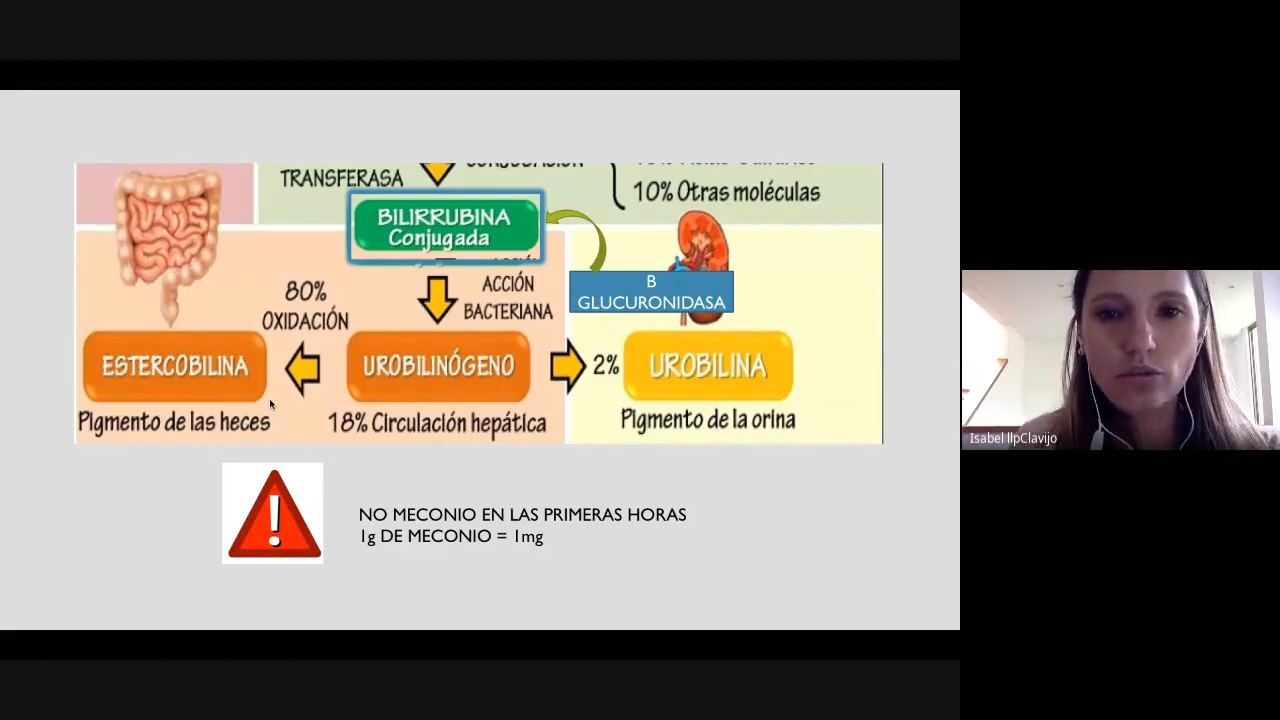 TRANSFERASA
10% Otras moléculas
BILIRRUBINA
Conjugada
B
GLUCURONIDASA
80%
OXIDACIÓN
ACCIÓN
BACTERIANA
ESTERCOBILINA
UROBILINÓGENO
2%
UROBILINA
Pigmento de las heces
18% Circulación hepática
Pigmento de la orina
!
NO MECONIO EN LAS PRIMERAS HORAS
1g DE MECONIO = 1mg
Isabel llpClavijo